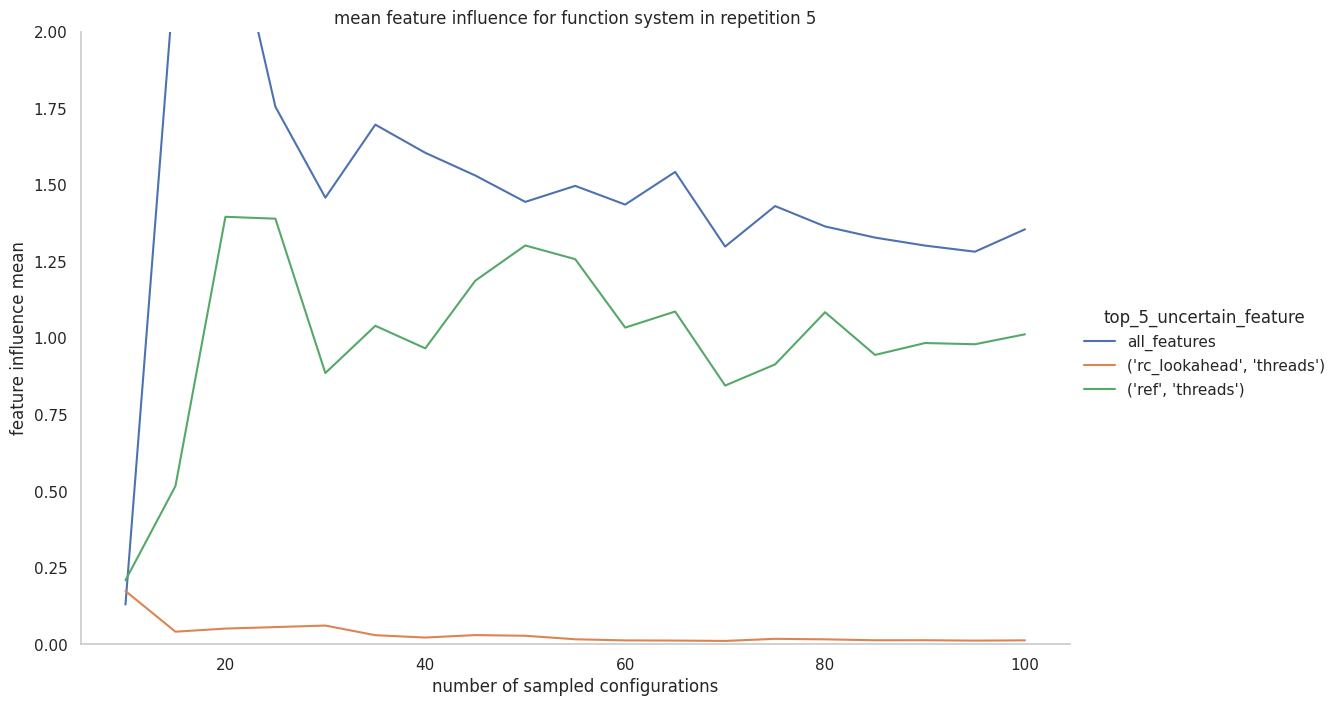 mean feature influence for function system in repetition 5
2.00
1.75
1.50
1.25
1.00
0.75
0.50
0.25
0.00
feature influence mean
20 40 60 80 100
number of sampled configurations
top_5_uncertain_feature
all_features
('rc_lookahead', 'threads')
('ref', 'threads')